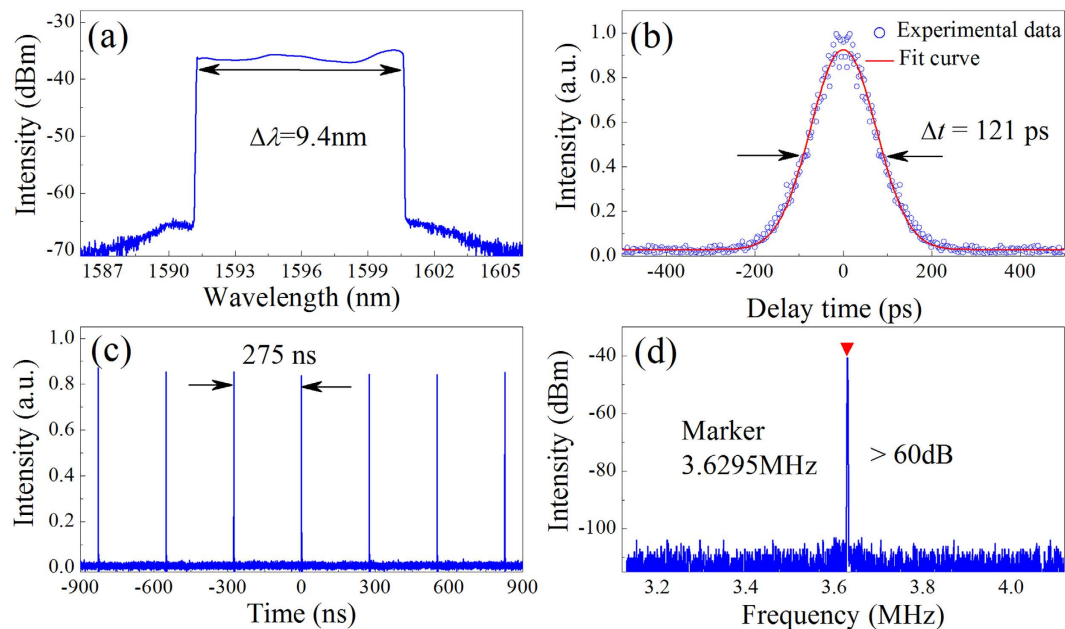 (a)
Δλ=9.4nm
Intensity (dBm)
-30
-40
-50
-60
-70
1587 1590 1593 1596 1599 1602 1605
Wavelength (nm)
(b)
Experimental data
Fit curve
Δt = 121 ps
Intensity (a.u.)
1.0
0.8
0.6
0.4
0.2
0.0
-400 -200 0 200 400
Delay time (ps)
(c)
275 ns
Intensity (a.u.)
1.0
0.8
0.6
0.4
0.2
0.0
-900 -600 -300 0 300 600 900
Time (ns)
(d)
Marker
3.6295MHz
> 60dB
Intensity (dBm)
-40
-60
-80
-100
3.2 3.4 3.6 3.8 4.0
Frequency (MHz)